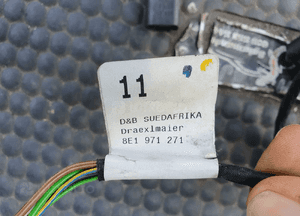 11
D&B SUEDAFRIKA
Draexlmaier
8E1 971 271